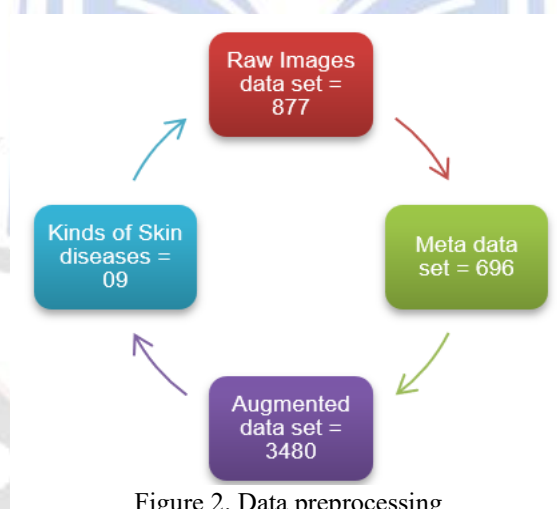 Raw Images
data set =
877
Meta data
set = 696
Augmented
data set =
3480
Kinds of Skin
diseases =
09
Figure 2. Data preprocessing